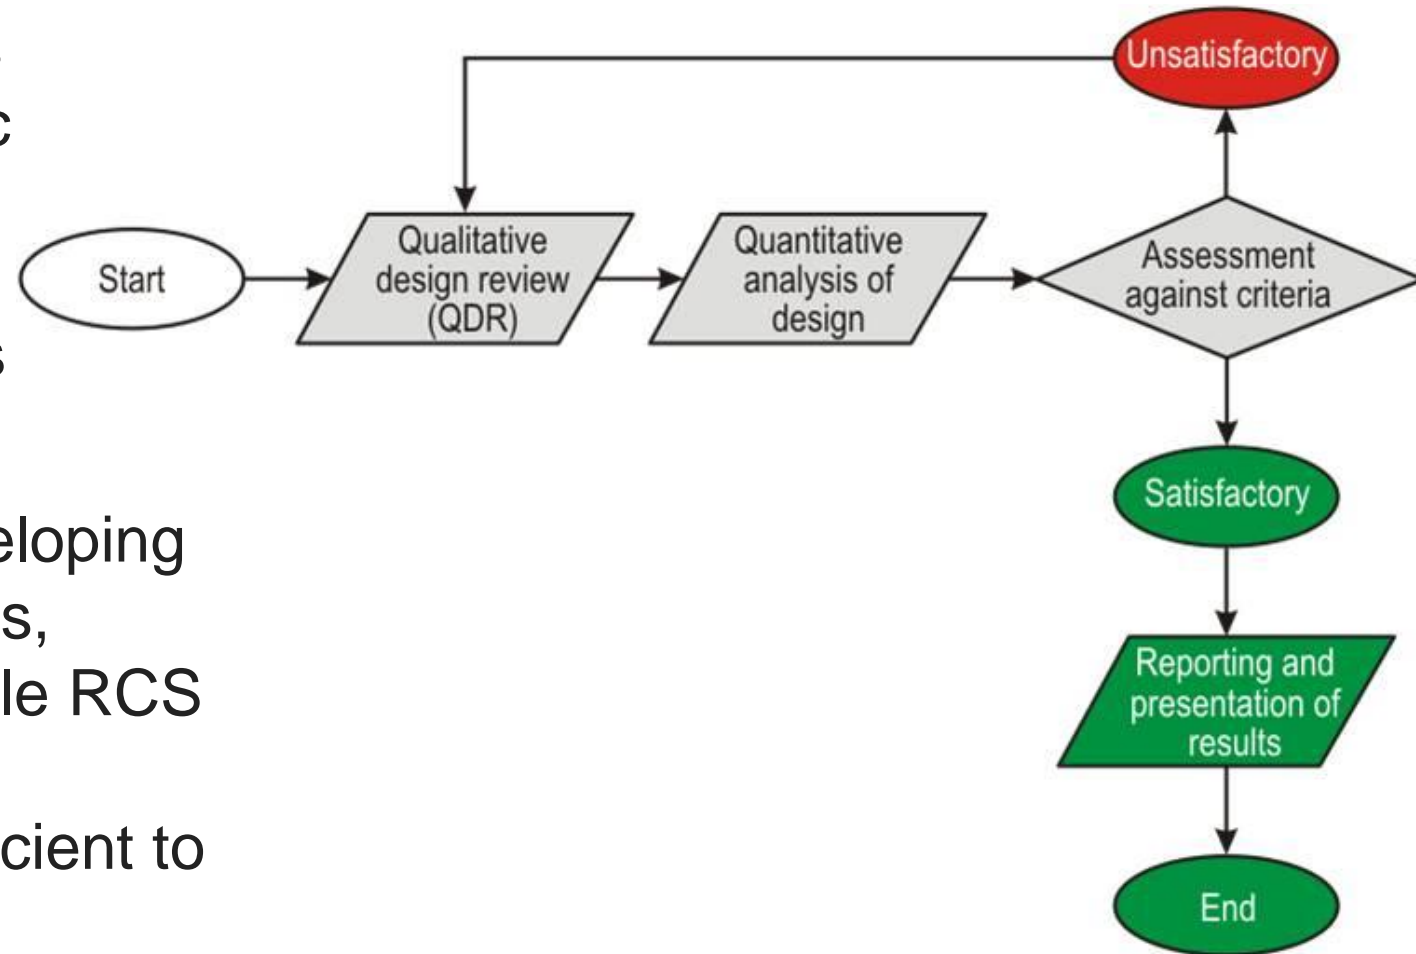 c
s
eloping
s,
le RCS
cient to
Unsatisfactory
Start
Qualitative
design review
(QDR)
Quantitative
analysis of
design
Assessment
against criteria
Satisfactory
Reporting and
presentation of
results
End